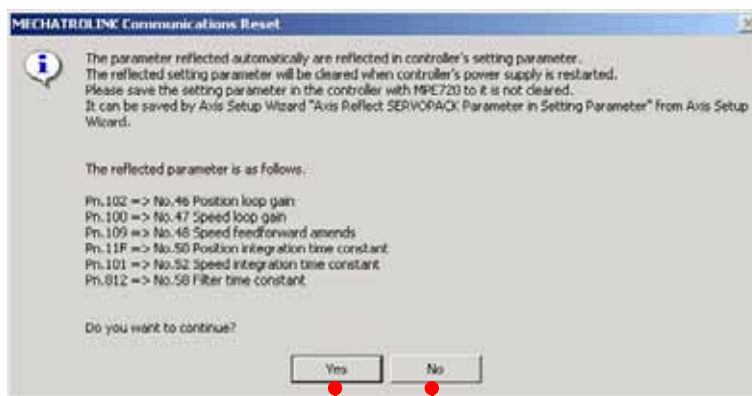 MECHATROLINK Communications Reset
The parameter reflected automatically are reflected in controller's setting parameter.
The reflected setting parameter will be cleared when controller's power supply is restarted.
Please save the setting parameter in the controller with MPE720 to it is not cleared.
It can be saved by Axis Setup Wizard "Axis Reflect SERVOPACK Parameter in Setting Parameter" from Axis Setup
Wizard.
The reflected parameter is as follows.
Pn.102 => No.46 Position loop gain
Pn.100 => No.47 Speed loop gain
Pn.109 => No.48 Speed feedforward amends
Pn.11F => No.50 Position integration time constant
Pn.101 => No.52 Speed integration time constant
Pn.812 => No.58 Filter time constant
Do you want to continue?
Yes No